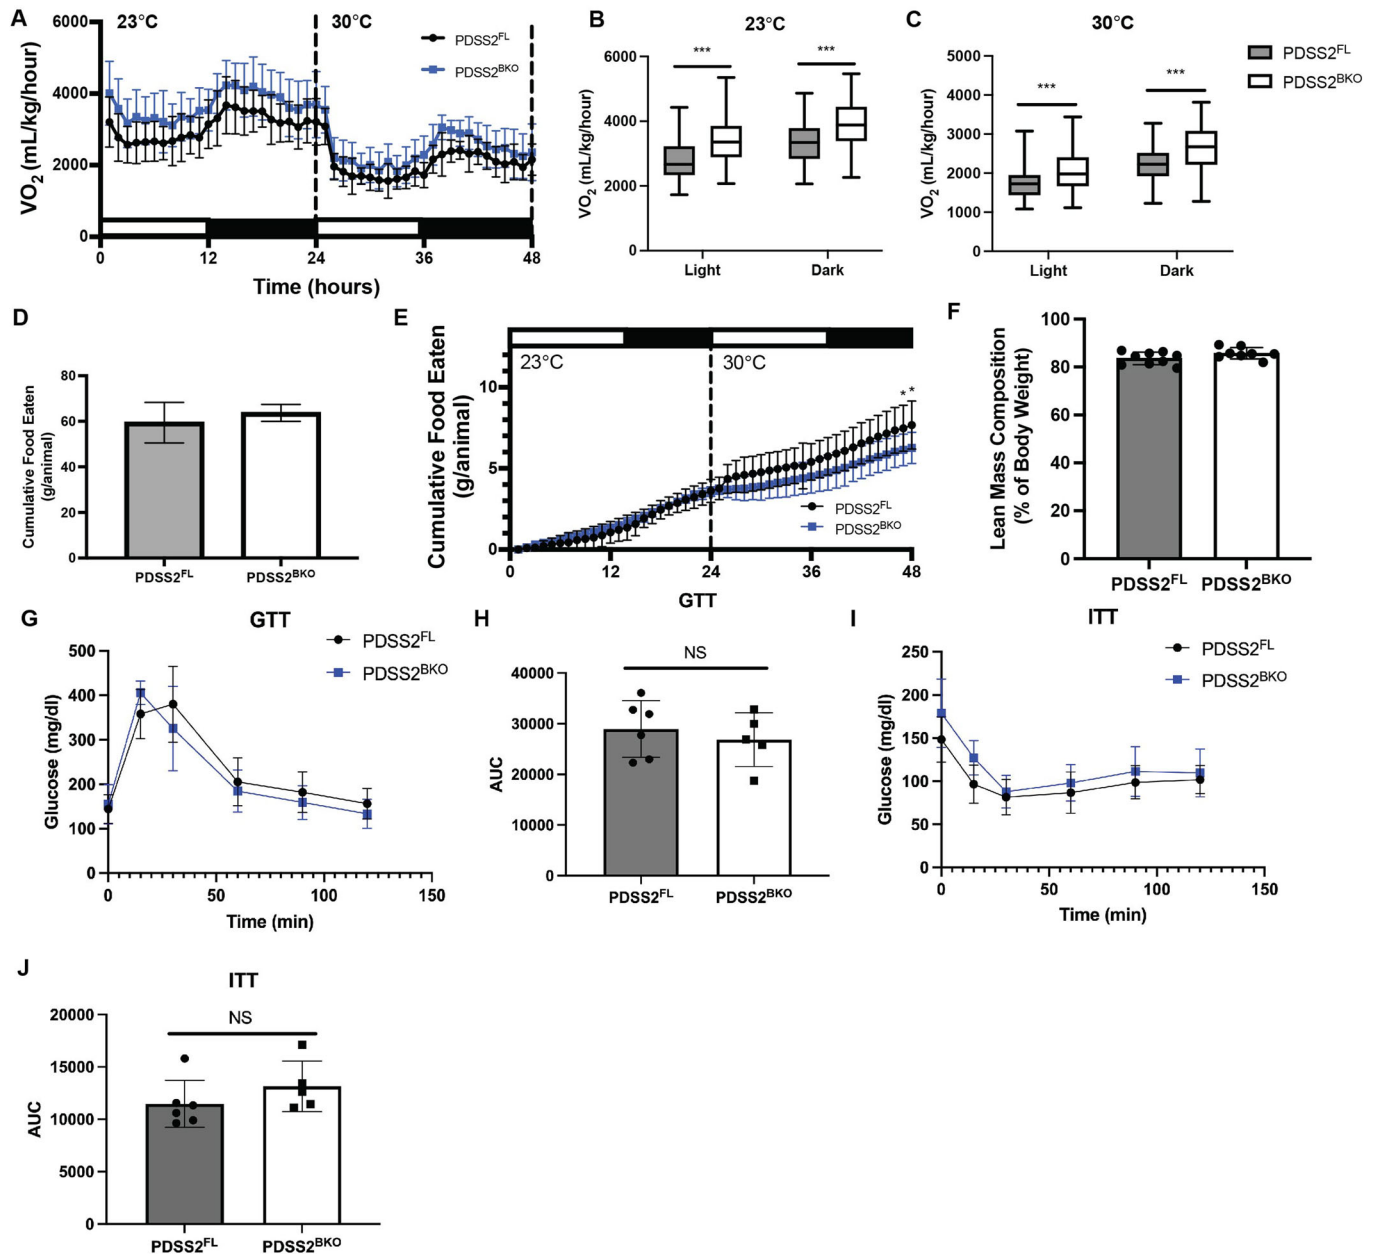 A
23°C
30°C
PDSS2FL
PDSS2BKO
VO2 (mL/kg/hour)
6000
4000
2000
0
0 12 24 36 48
Time (hours)
B
23°C
***
***
VO2 (mL/kg/hour)
6000
4000
2000
0
Light Dark
C
30°C
PDSS2FL
PDSS2BKO
***
***
VO2 (mL/kg/hour)
5000
4000
3000
2000
1000
0
Light Dark
D
Cumulative Food Eaten
(g/animal)
80
60
40
20
0
PDSS2FL PDSS2BKO
E
23°C
30°C
Cumulative Food Eaten
(g/animal)
10
5
0
* *
PDSS2FL
PDSS2BKO
0 12 24 36 48
F
Lean Mass Composition
(% of Body Weight)
100
80
60
40
20
0
PDSS2FL PDSS2BKO
G
GTT
PDSS2FL
PDSS2BKO
Glucose (mg/dl)
500
400
300
200
100
0
0 50 100 150
Time (min)
H
GTT
NS
AUC
40000
30000
20000
10000
0
PDSS2FL PDSS2BKO
I
ITT
PDSS2FL
PDSS2BKO
Glucose (mg/dl)
250
200
150
100
50
0
0 50 100 150
Time (min)
J
ITT
NS
AUC
20000
15000
10000
5000
0
PDSS2FL PDSS2BKO